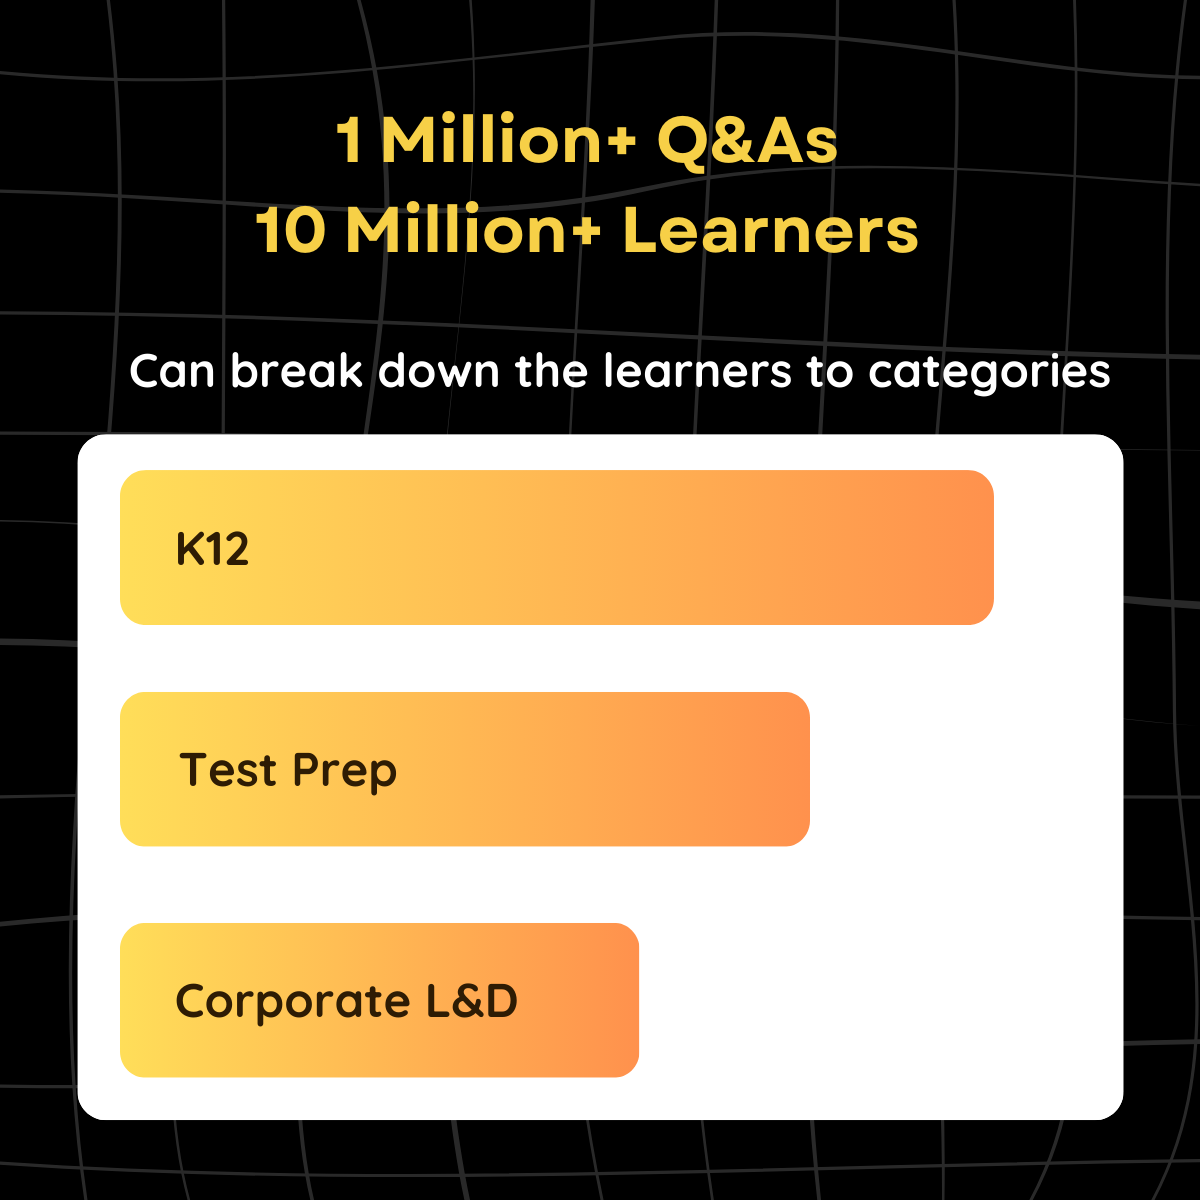 1 Million+ Q&As
10 Million+ Learners
Can break down the learners to categories
K12
Test Prep
Corporate L&D